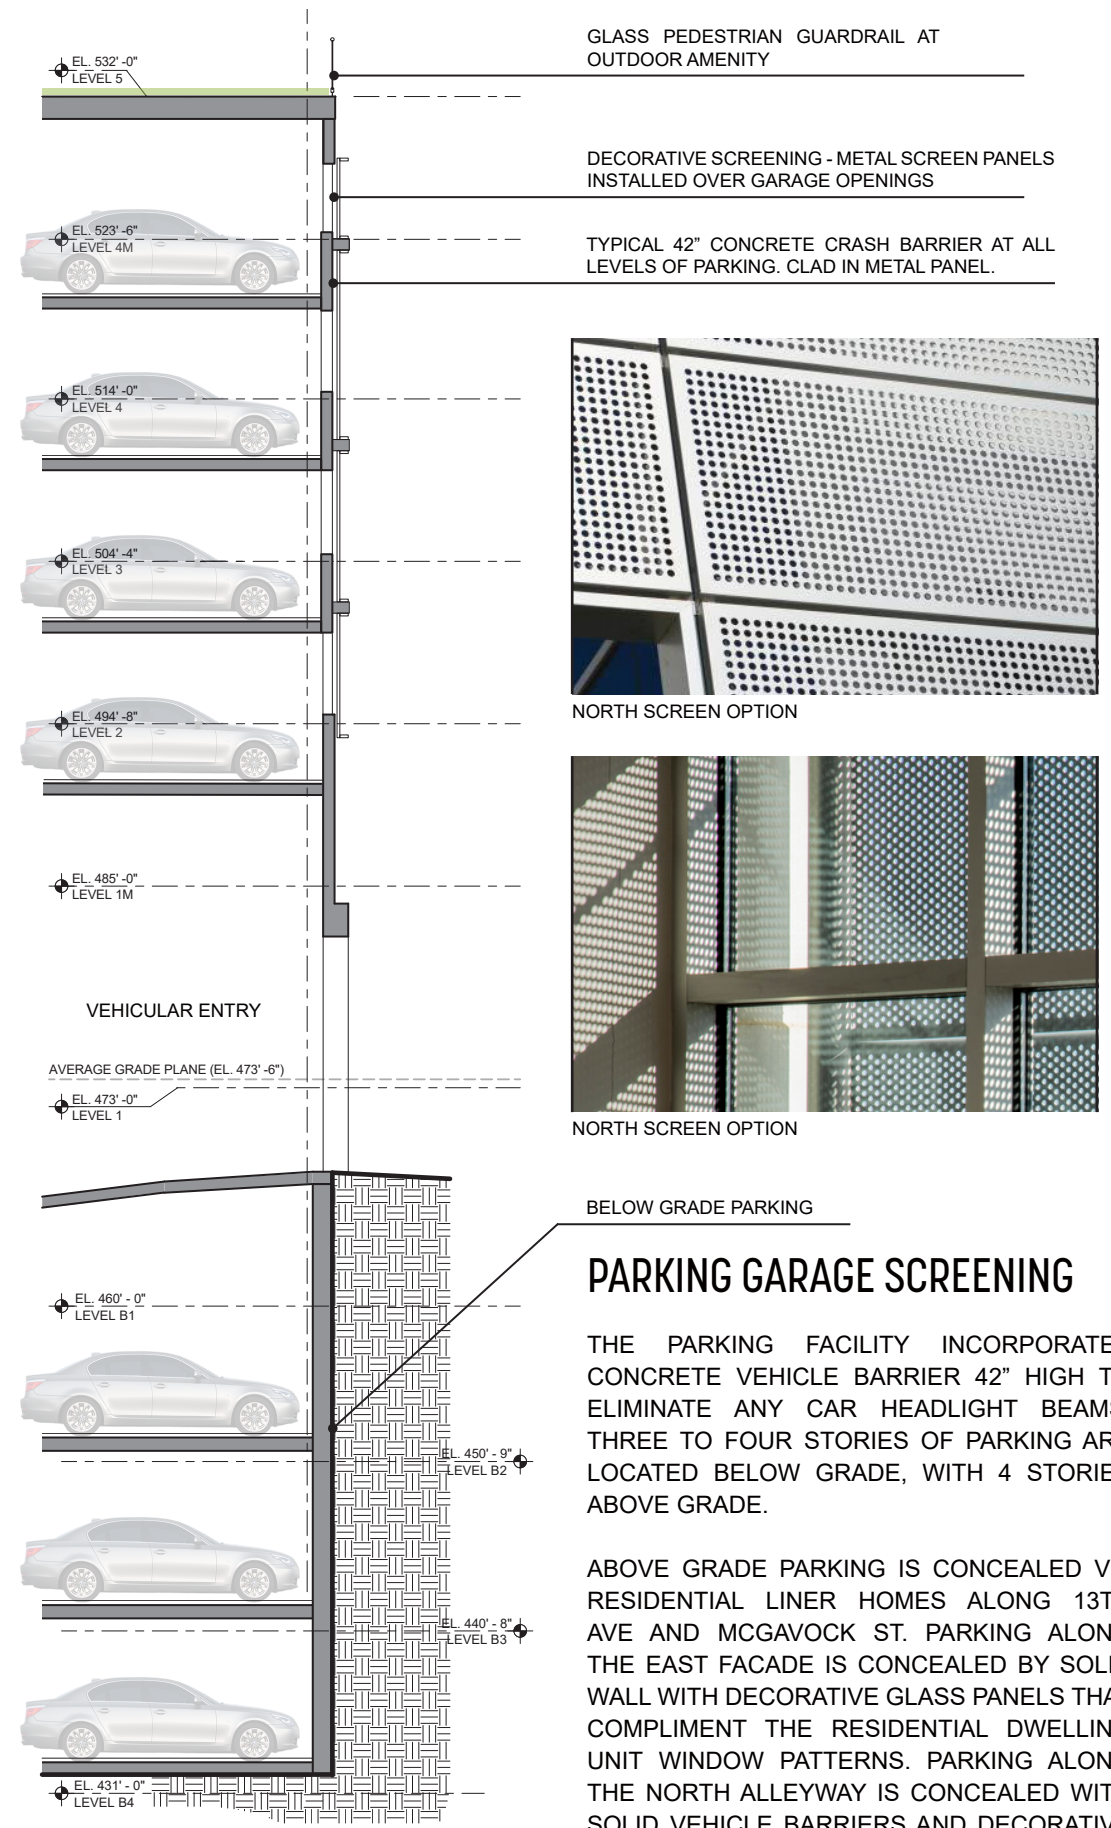 EL. 532' -0"
LEVEL 5
GLASS PEDESTRIAN GUARDRAIL AT
OUTDOOR AMENITY
DECORATIVE SCREENING - METAL SCREEN PANELS
INSTALLED OVER GARAGE OPENINGS
EL. 523' -6"
LEVEL 4M
TYPICAL 42” CONCRETE CRASH BARRIER AT ALL
LEVELS OF PARKING. CLAD IN METAL PANEL.
EL. 514' -0"
LEVEL 4
EL. 504' -4"
LEVEL 3
EL. 494' -8"
LEVEL 2
NORTH SCREEN OPTION
EL. 485' -0"
LEVEL 1M
VEHICULAR ENTRY
AVERAGE GRADE PLANE (EL. 473' -6")
EL. 473' -0"
LEVEL 1
NORTH SCREEN OPTION
BELOW GRADE PARKING
EL. 460' - 0"
LEVEL B1
EL. 450' - 9"
LEVEL B2
EL. 440' - 8"
LEVEL B3
EL. 431' - 0"
LEVEL B4
PARKING GARAGE SCREENING
THE PARKING FACILITY INCORPORATE
CONCRETE VEHICLE BARRIER 42” HIGH T
ELIMINATE ANY CAR HEADLIGHT BEAMS
THREE TO FOUR STORIES OF PARKING AR
LOCATED BELOW GRADE, WITH 4 STORIE
ABOVE GRADE.
ABOVE GRADE PARKING IS CONCEALED V
RESIDENTIAL LINER HOMES ALONG 13T
AVE AND MCGAVOCK ST. PARKING ALON
THE EAST FACADE IS CONCEALED BY SOLI
WALL WITH DECORATIVE GLASS PANELS THA
COMPLIMENT THE RESIDENTIAL DWELLIN
UNIT WINDOW PATTERNS. PARKING ALON
THE NORTH ALLEYWAY IS CONCEALED WIT
SOLID VEHICLE BARRIERS AND DECORATIV